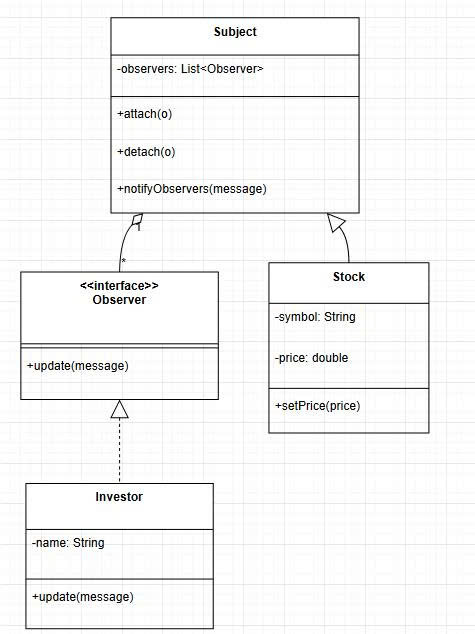 Subject
-observers: List<Observer>
+attach(o)
+detach(o)
+notifyObservers(message)
1
*
<<interface>>
Observer
+update(message)
Stock
-symbol: String
-price: double
+setPrice(price)
Investor
-name: String
+update(message)